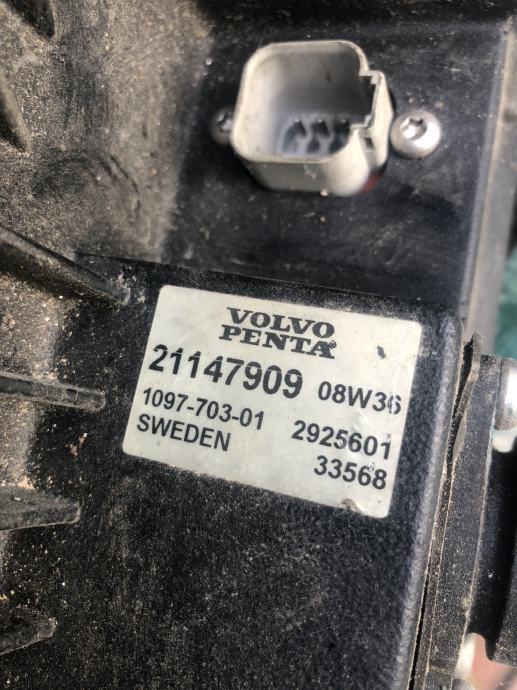 VOLVO
PENTA
21147909 08W36
1097-703-01 2925601
SWEDEN 33568